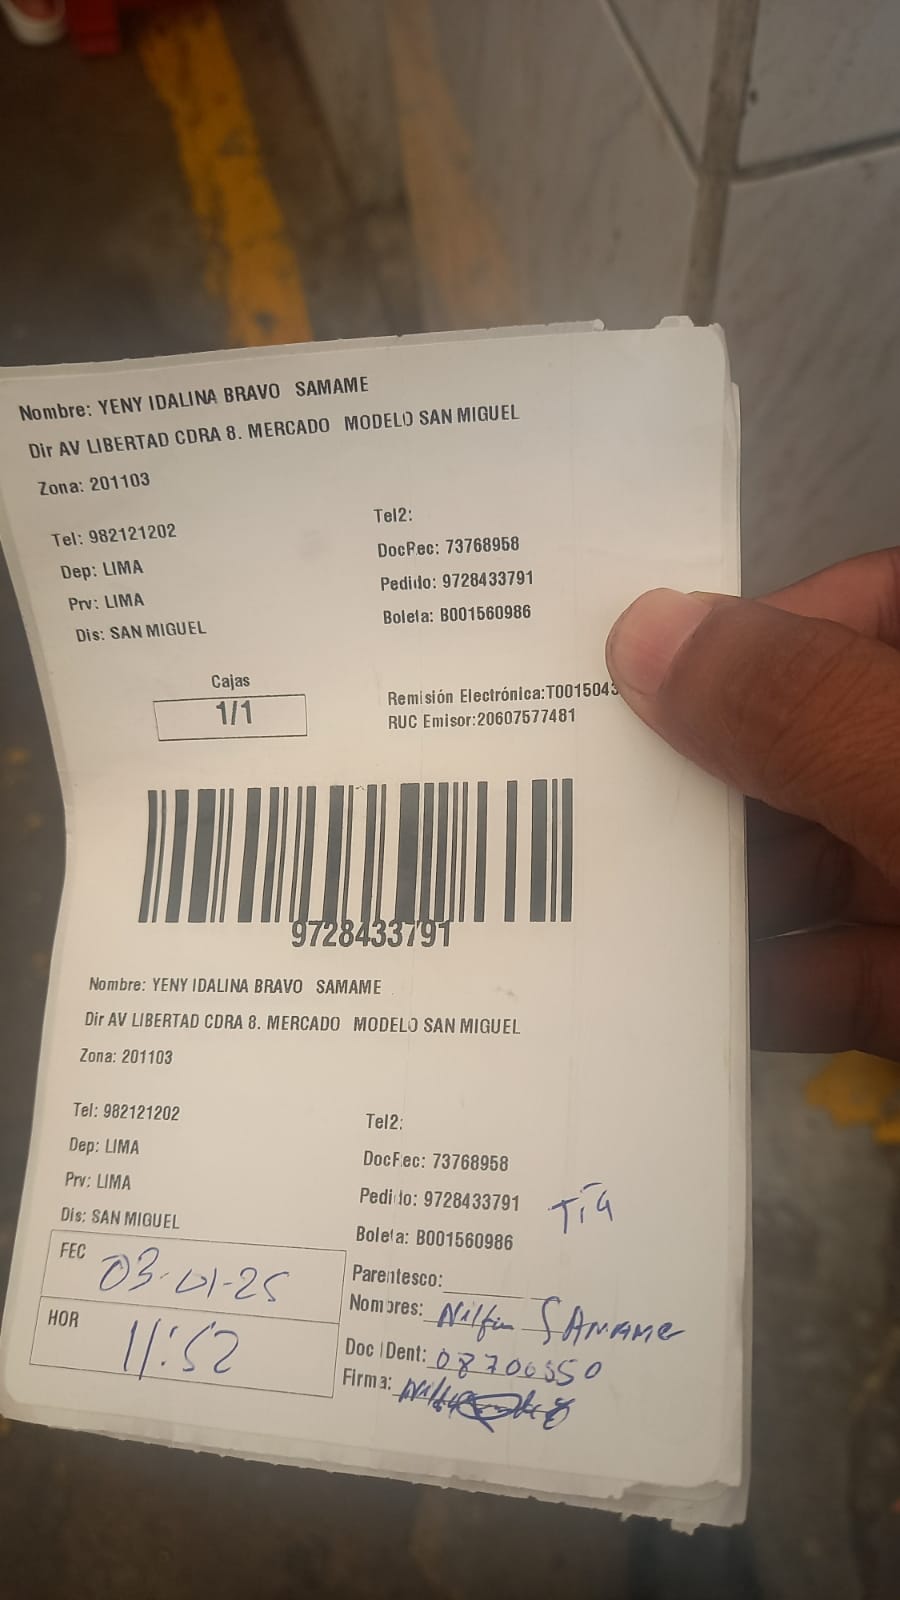 Nombre: YENY IDALINA BRAVO SAMAME
Dir AV LIBERTAD CDRA 8. MERCADO MODELO SAN MIGUEL
Zona: 201103
Tel: 982121202
Dep: LIMA
Prv: LIMA
Dis: SAN MIGUEL
Tel2:
DocRec: 73768958
Pedido: 9728433791
Boleta: B001560986
Cajas
1/1
Remisión Electrónica:T0015043
RUC Emisor:20607577481
9728433791
Nombre: YENY IDALINA BRAVO SAMAME
Dir AV LIBERTAD CDRA 8. MERCADO MODELO SAN MIGUEL
Zona: 201103
Tel: 982121202
Dep: LIMA
Prv: LIMA
Dis: SAN MIGUEL
Tel2:
DocRec: 73768958
Pedido: 9728433791
Boleta: B001560986
Tía
FEC 03-01-25
HOR 11:52
Parentesco:
Nombres: SAMAME
Doc IDent: 08700550
Firma: